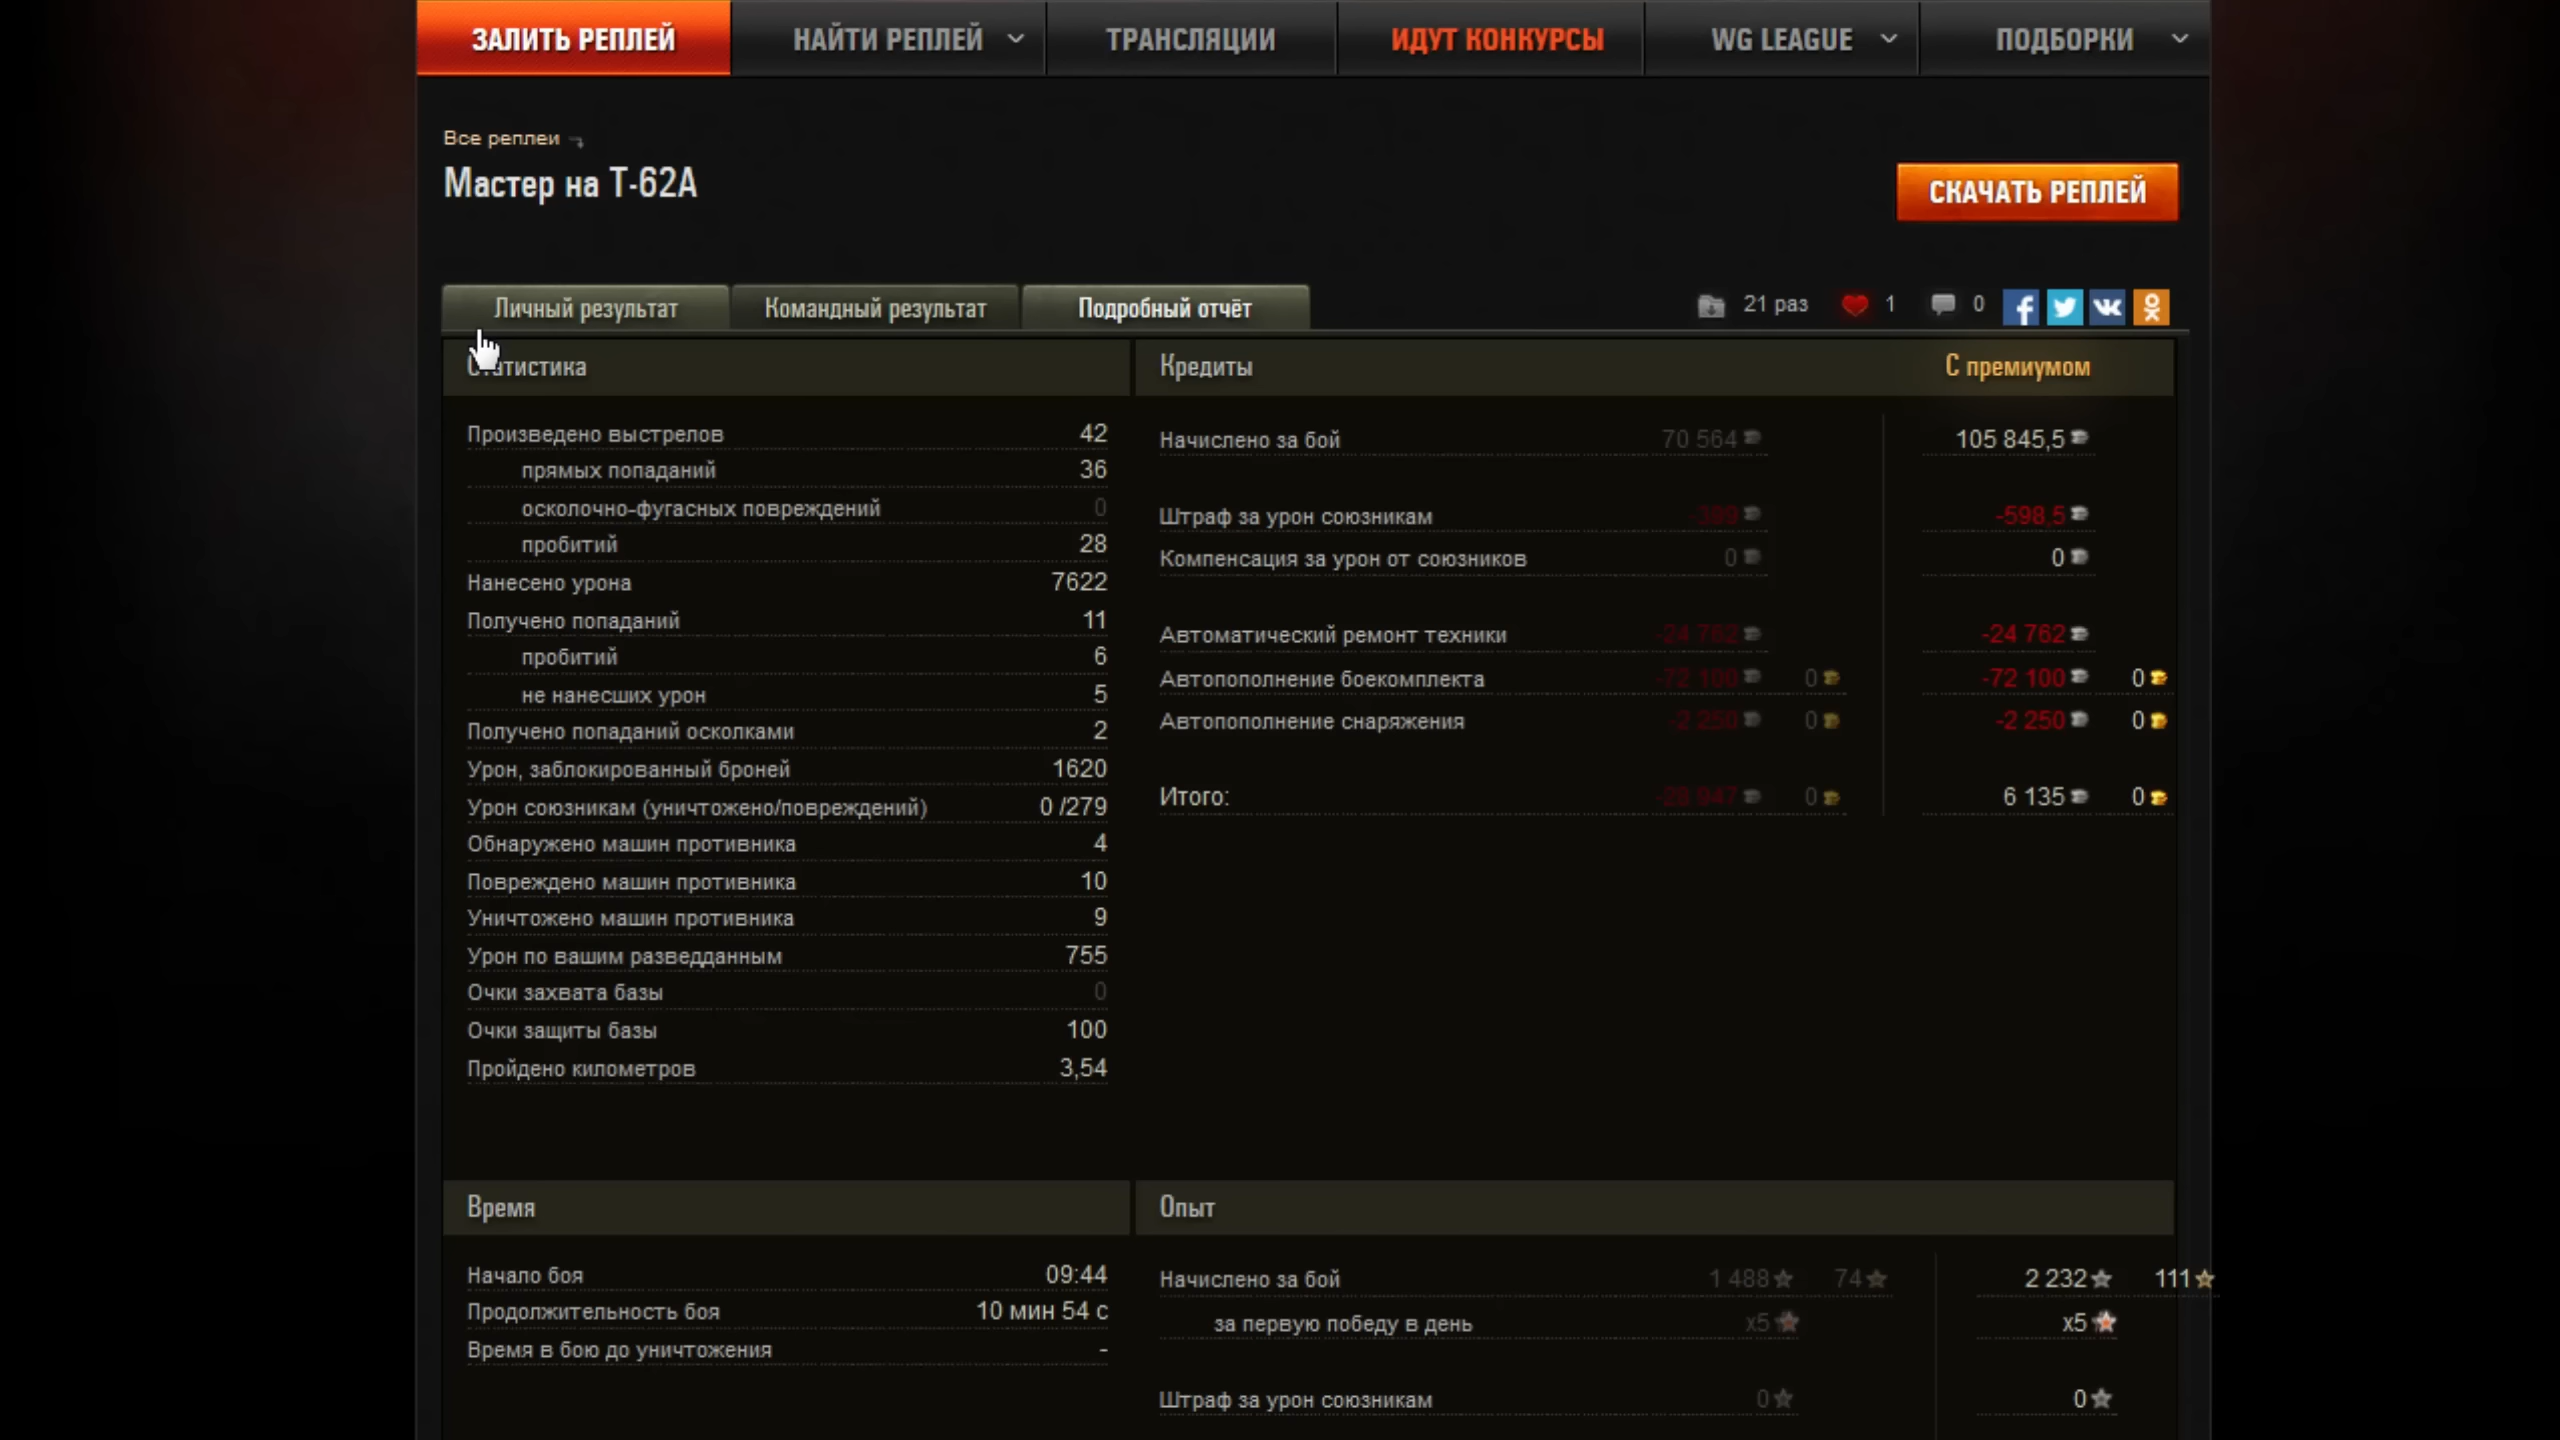 ЗАЛИТЬ РЕПЛЕЙ
НАЙТИ РЕПЛЕЙ
ТРАНСЛЯЦИИ
ИДУТ КОНКУРСЫ
WG LEAGUE
ПОДБОРКИ
Все реплеи
Мастер на Т-62А
СКАЧАТЬ РЕПЛЕЙ
Личный результат
Командный результат
Подробный отчёт
21 раз
1
0
Статистика
Произведено выстрелов 42
прямых попаданий 36
осколочно-фугасных повреждений 0
пробитий 28
Нанесено урона 7622
Получено попаданий 11
пробитий 6
не нанесших урон 5
Получено попаданий осколками 2
Урон, заблокированный броней 1620
Урон союзникам (уничтожено/повреждений) 0 /279
Обнаружено машин противника 4
Повреждено машин противника 10
Уничтожено машин противника 9
Урон по вашим разведданным 755
Очки захвата базы 0
Очки защиты базы 100
Пройдено километров 3,54
Кредиты С премиумом
Начислено за бой 70 564 105 845,5
Штраф за урон союзникам -598,5
Компенсация за урон от союзников 0 0
Автоматический ремонт техники -24 762 -24 762
Автопополнение боекомплекта -72 100 0 -72 100 0
Автопополнение снаряжения -2 250 0 -2 250 0
Итого: -28 947 0 6 135 0
Время
Начало боя 09:44
Продолжительность боя 10 мин 54 с
Время в бою до уничтожения -
Опыт
Начислено за бой 1 488 74 2 232 111
за первую победу в день x5 x5
Штраф за урон союзникам 0 0